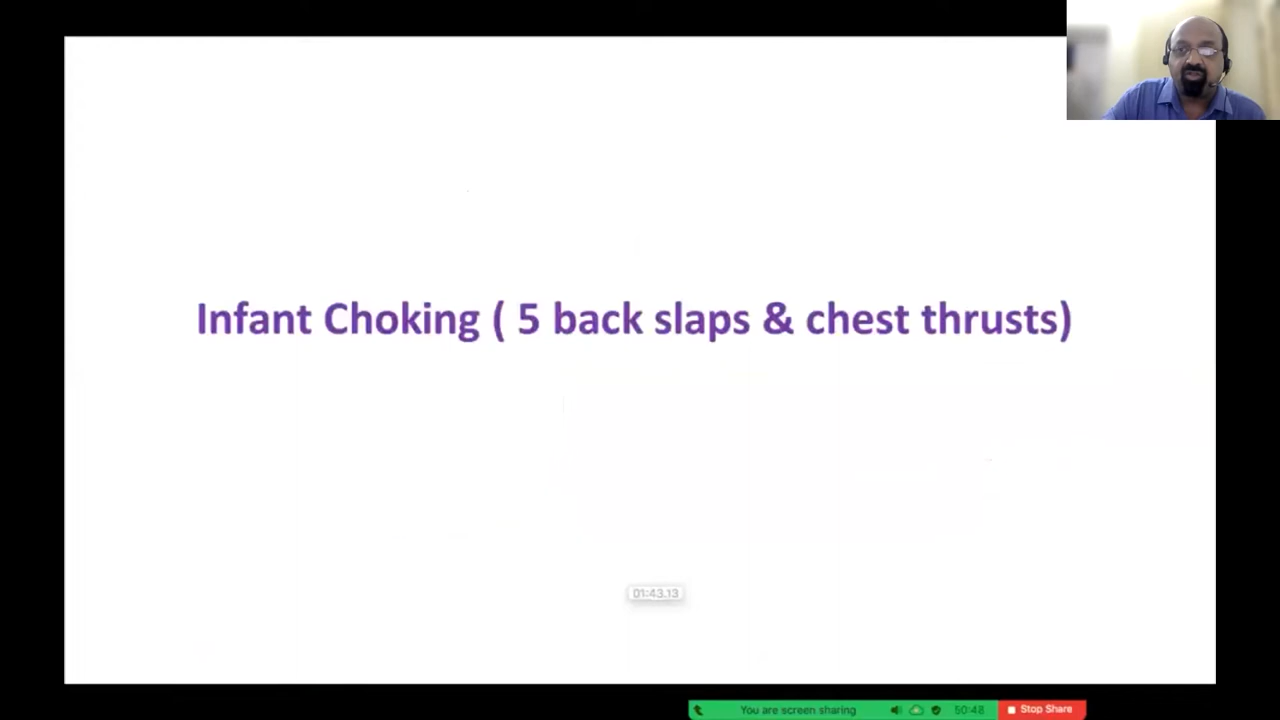 Infant Choking ( 5 back slaps & chest thrusts)
01:43.13
You are screen sharing
50:48
Stop Share